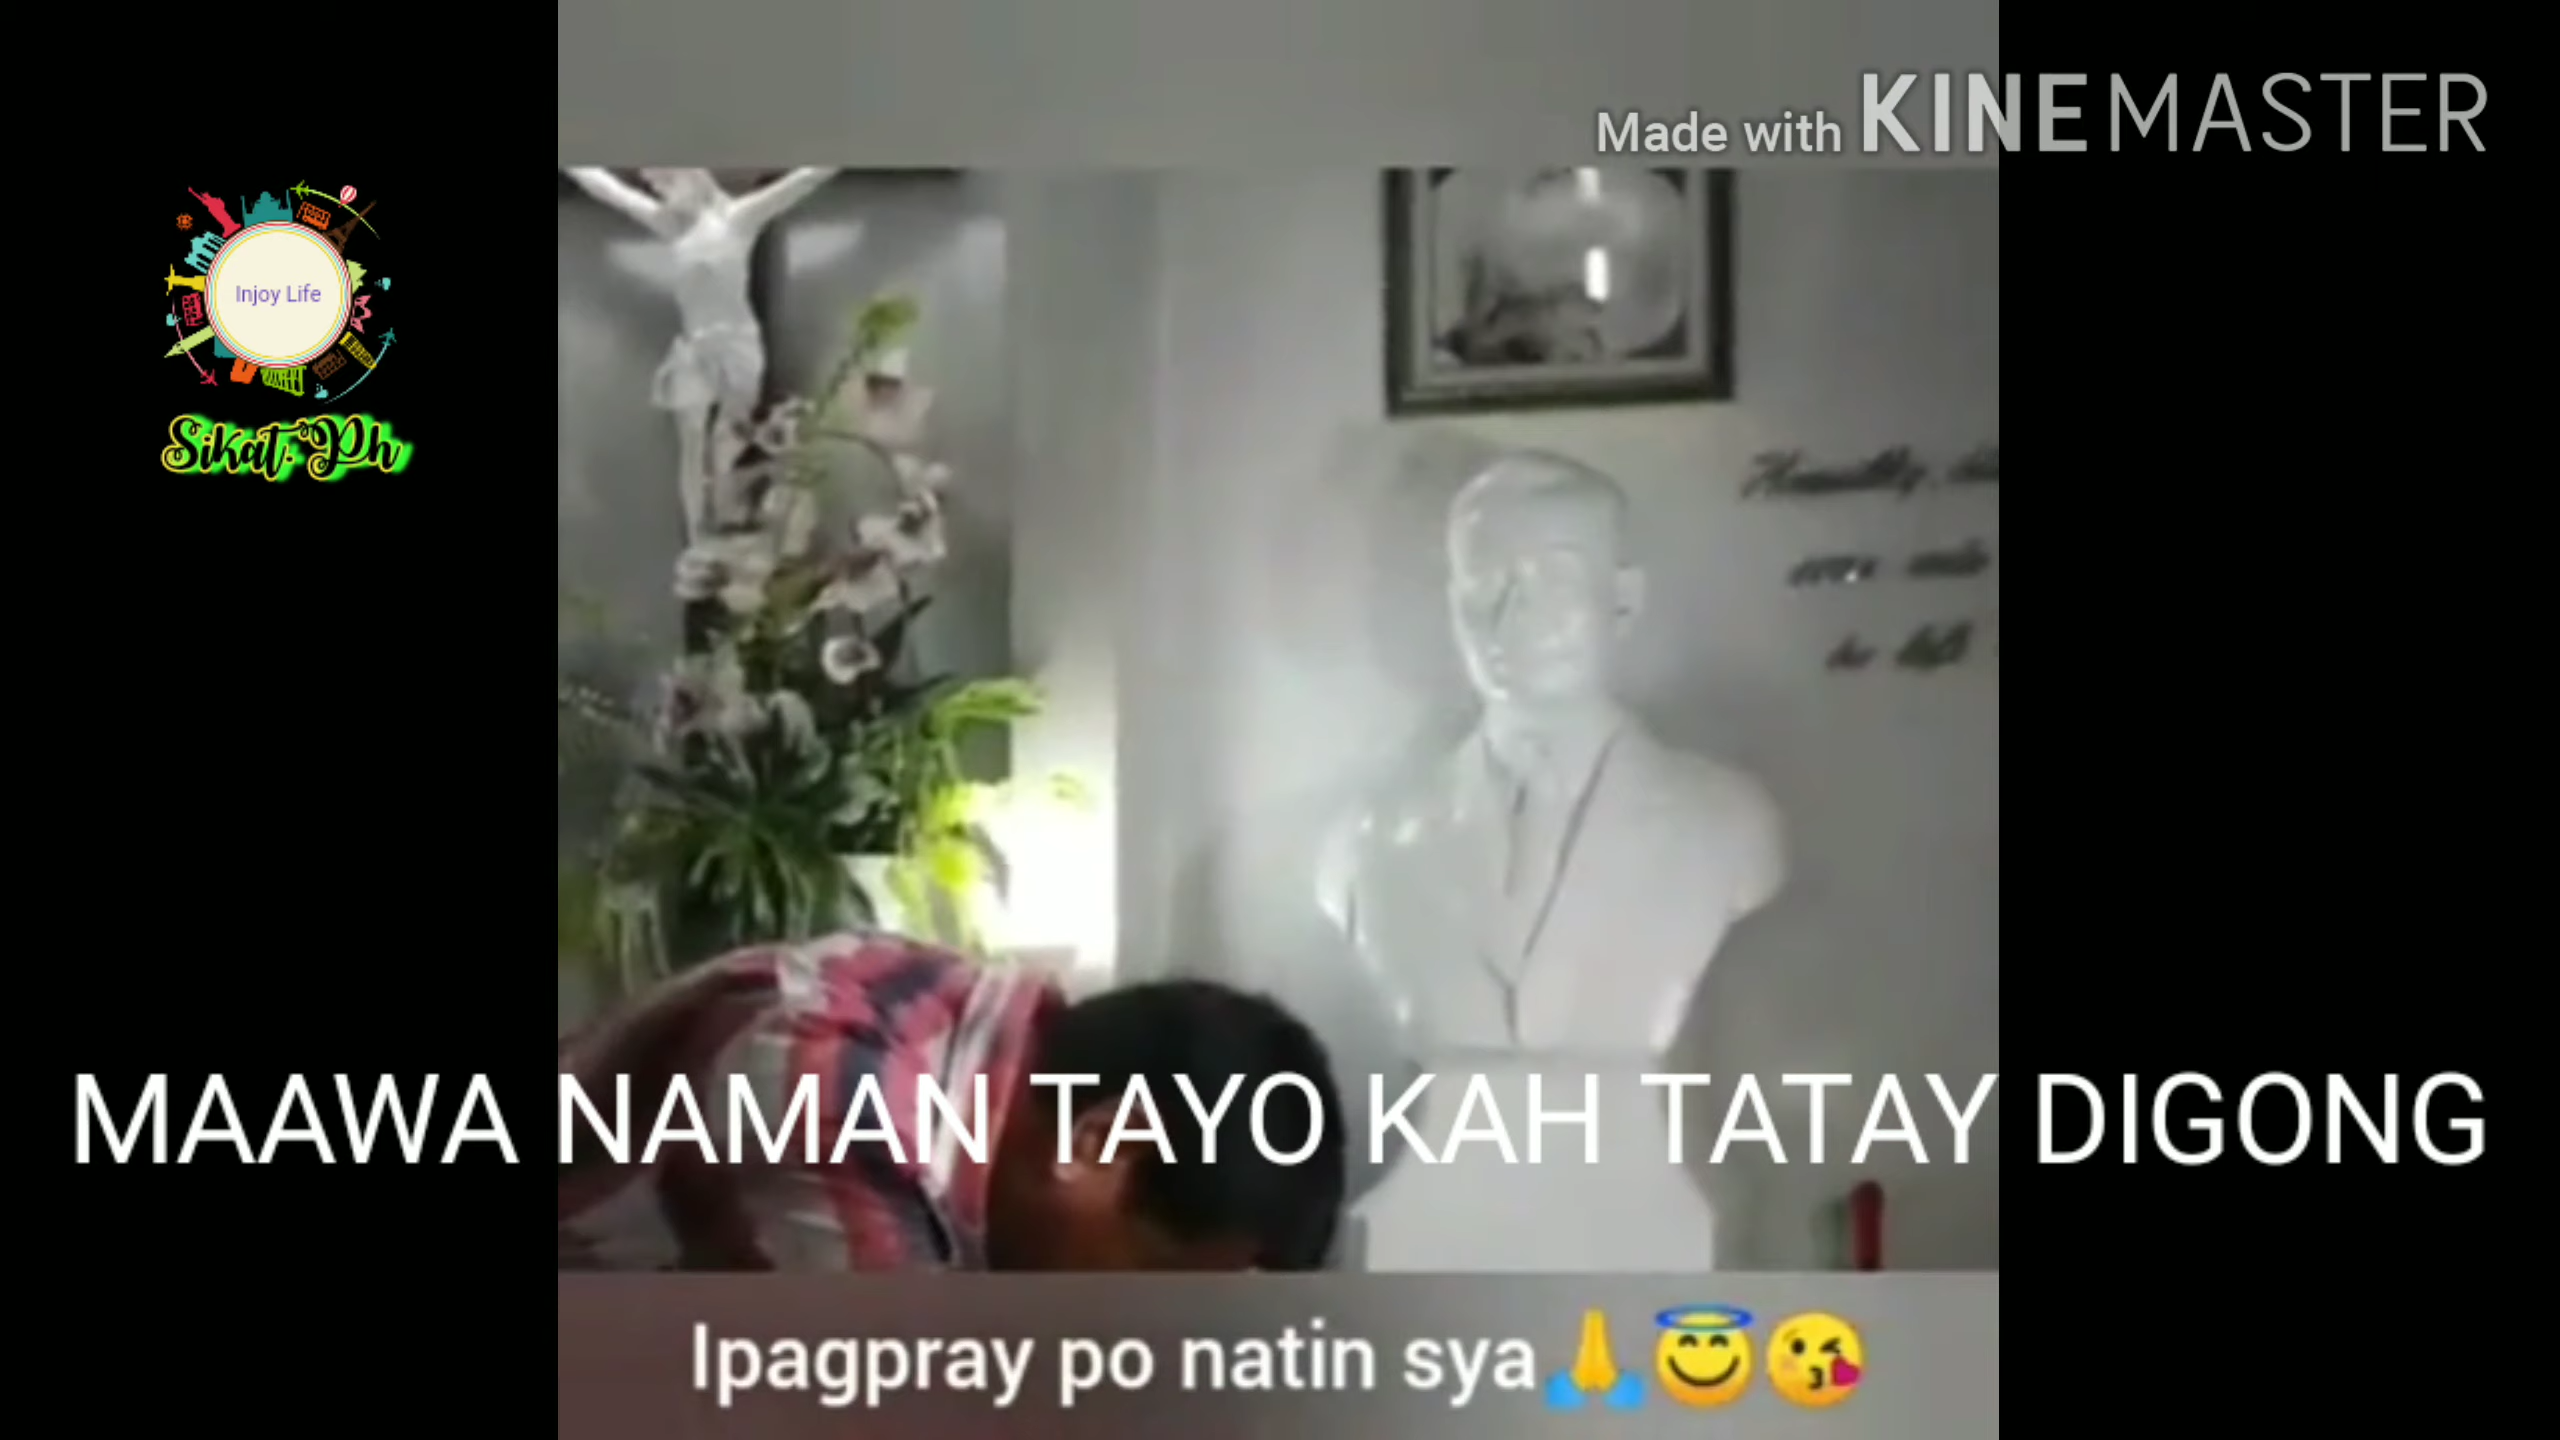 Made with KINEMASTER
Injoy Life
Sikat.Ph
MAAWA NAMAN TAYO KAH TATAY DIGONG
Ipagpray po natin sya🙏😇😘